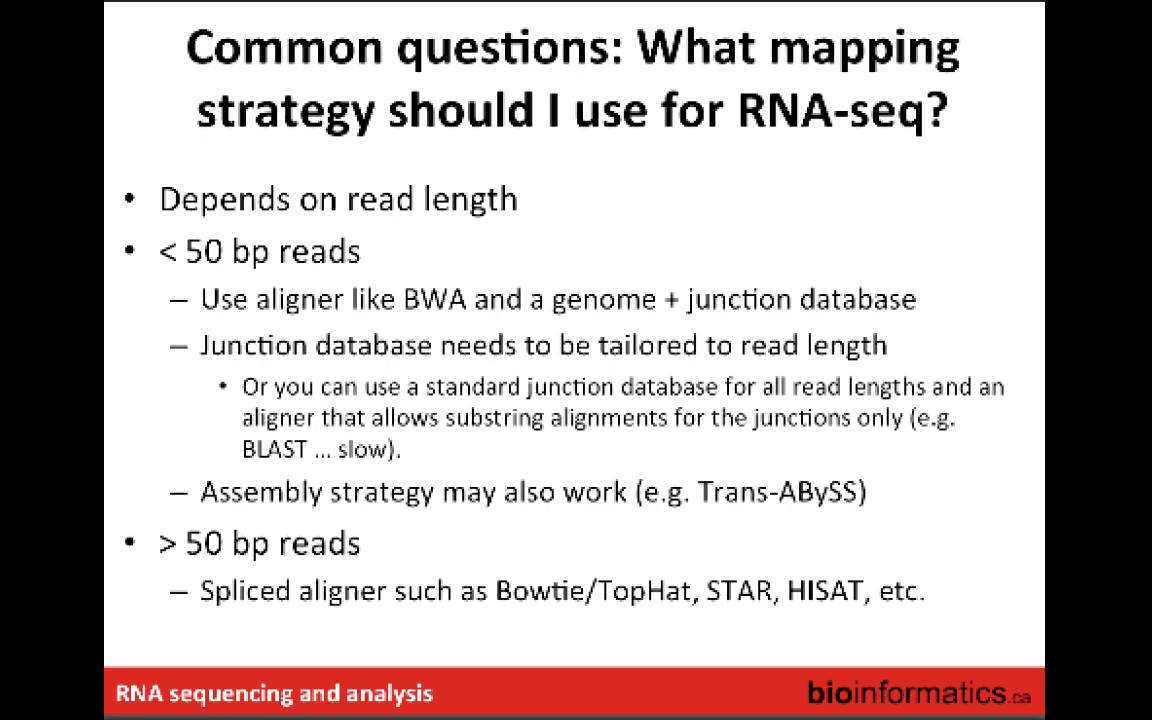 Common questions: What mapping
strategy should I use for RNA-seq?
• Depends on read length
• < 50 bp reads
– Use aligner like BWA and a genome + junction database
– Junction database needs to be tailored to read length
• Or you can use a standard junction database for all read lengths and an
aligner that allows substring alignments for the junctions only (e.g.
BLAST ... slow).
– Assembly strategy may also work (e.g. Trans-ABySS)
• > 50 bp reads
– Spliced aligner such as Bowtie/TopHat, STAR, HISAT, etc.
RNA sequencing and analysis
bioinformatics.ca